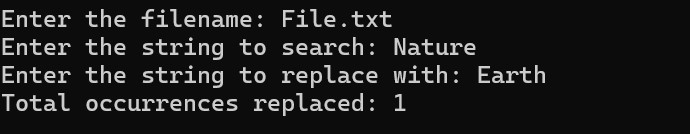 Enter the filename: File.txt
Enter the string to search: Nature
Enter the string to replace with: Earth
Total occurrences replaced: 1